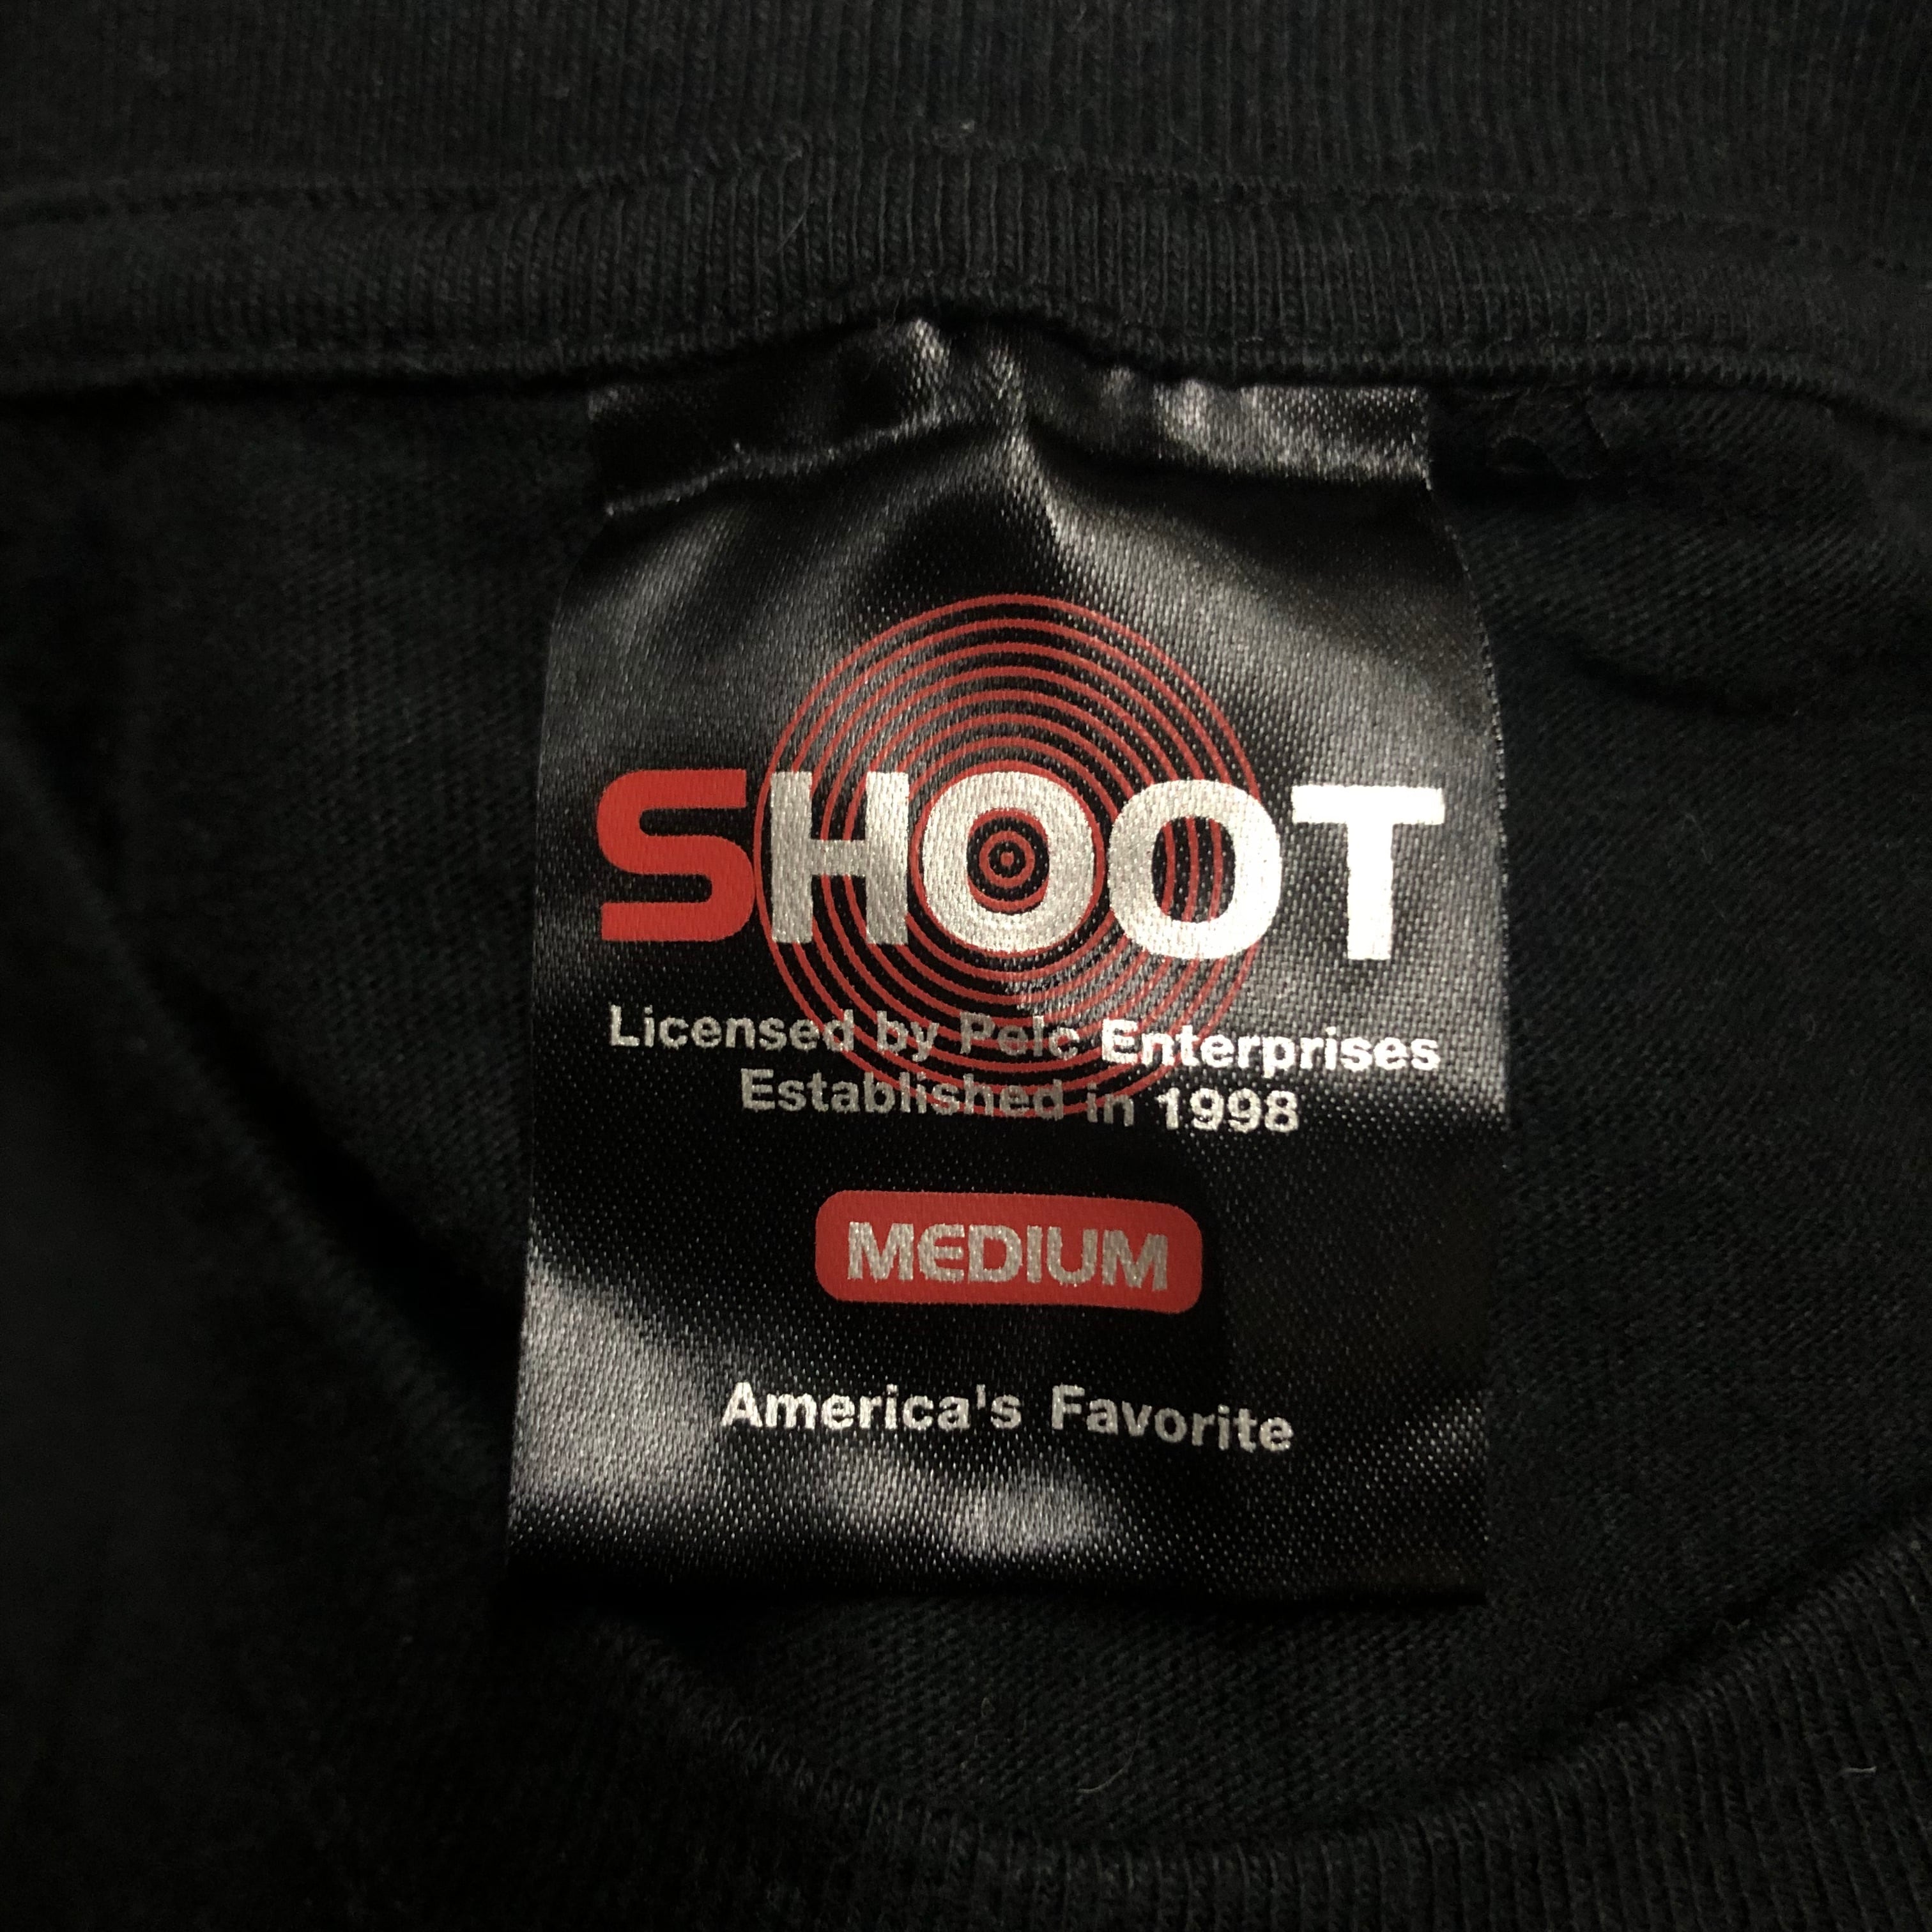 SHOOT
Licensed by Pelc Enterprises
Established in 1998
MEDIUM
America's Favorite